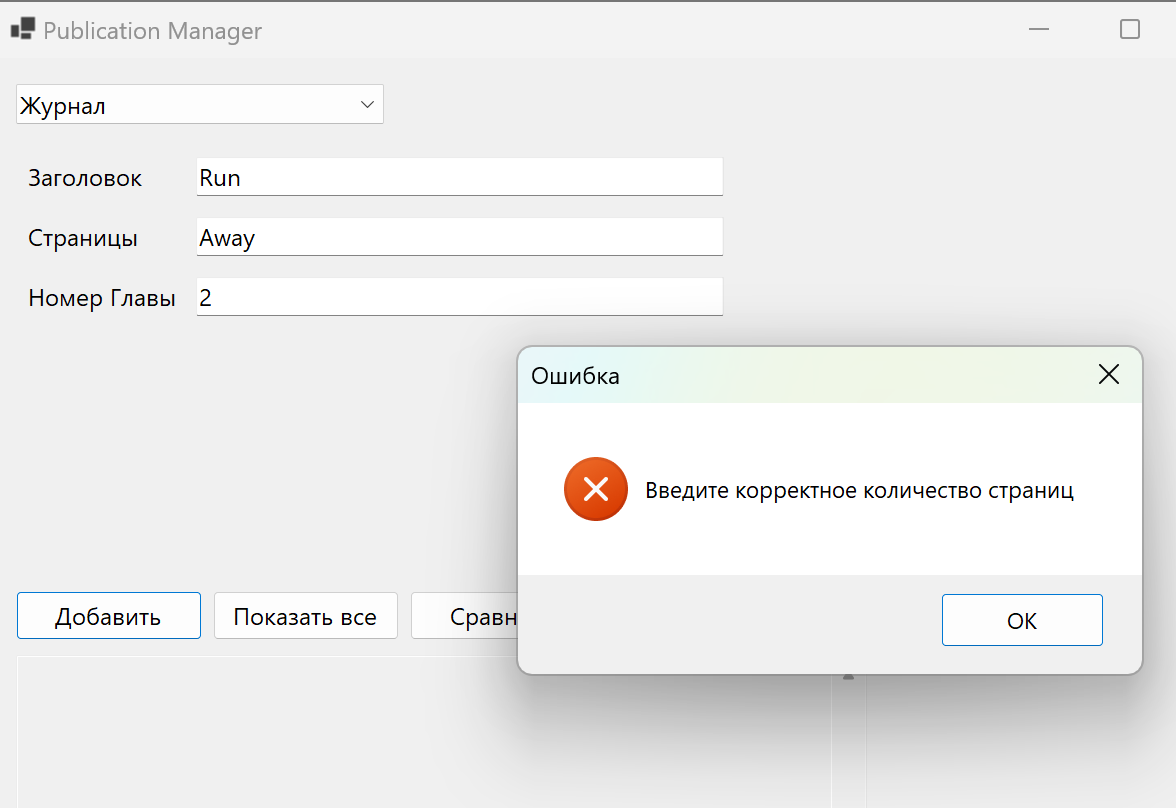 Publication Manager
Журнал
Заголовок Run
Страницы Away
Номер Главы 2
Ошибка
Введите корректное количество страниц
ОК
Добавить Показать все Сравн